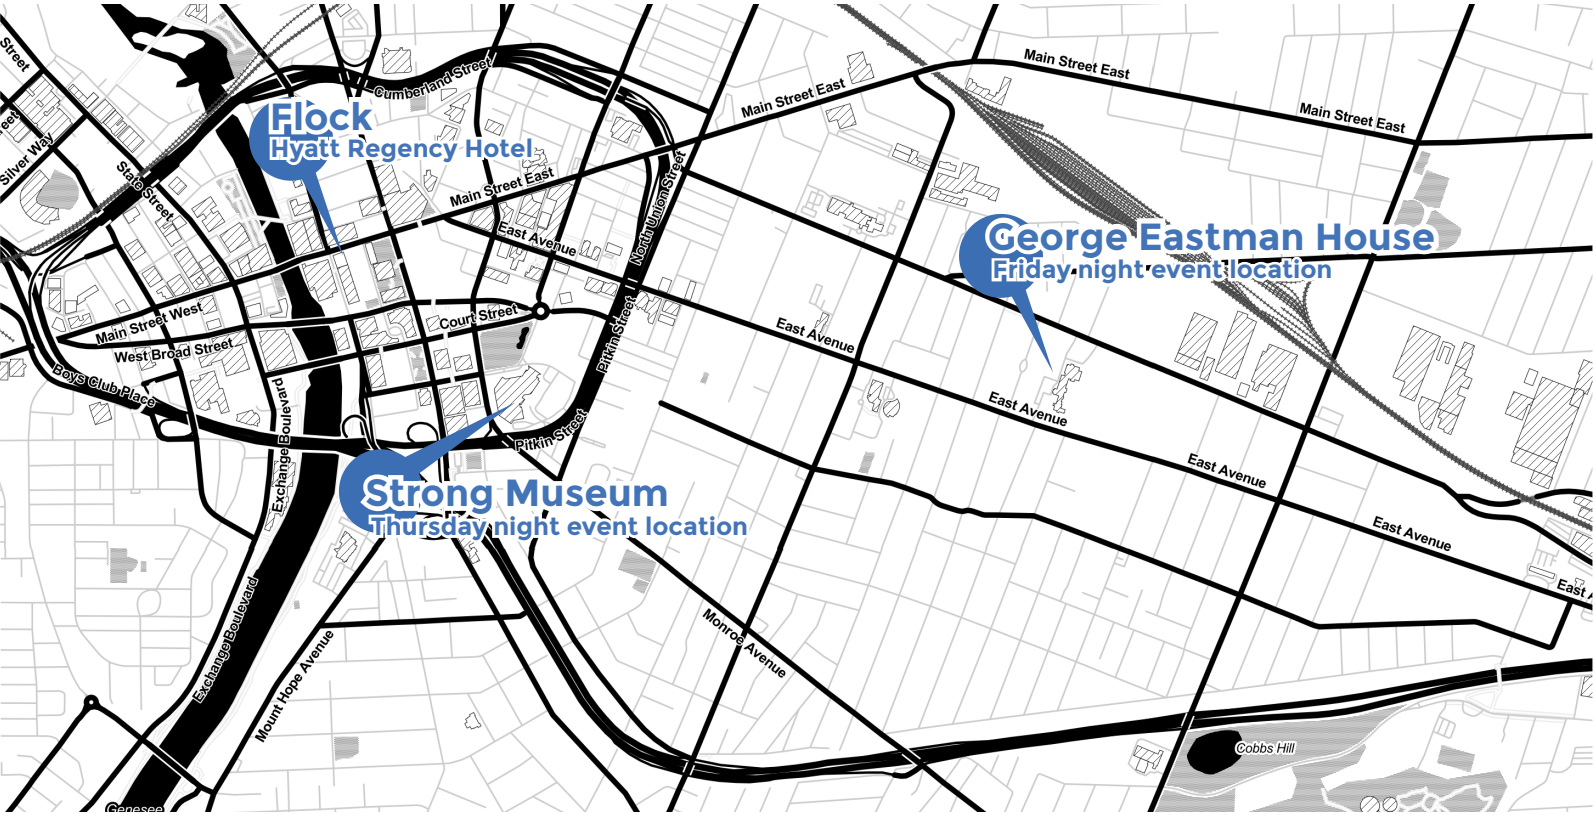 Street
Main Street East
Cumberland Street
Main Street East
Main Street East
Flock
Hyatt Regency Hotel
Silver Way
State Street
Main Street East
North Union Street
East Avenue
George Eastman House
Friday night event location
Main Street West
Court Street
West Broad Street
Pitkin Street
East Avenue
Boys Club Place
Exchange Boulevard
East Avenue
Pitkin Street
East Avenue
Strong Museum
Thursday night event location
East Avenue
Exchange Boulevard
Monroe Avenue
East A
Mount Hope Avenue
Cobbs Hill
Genesee